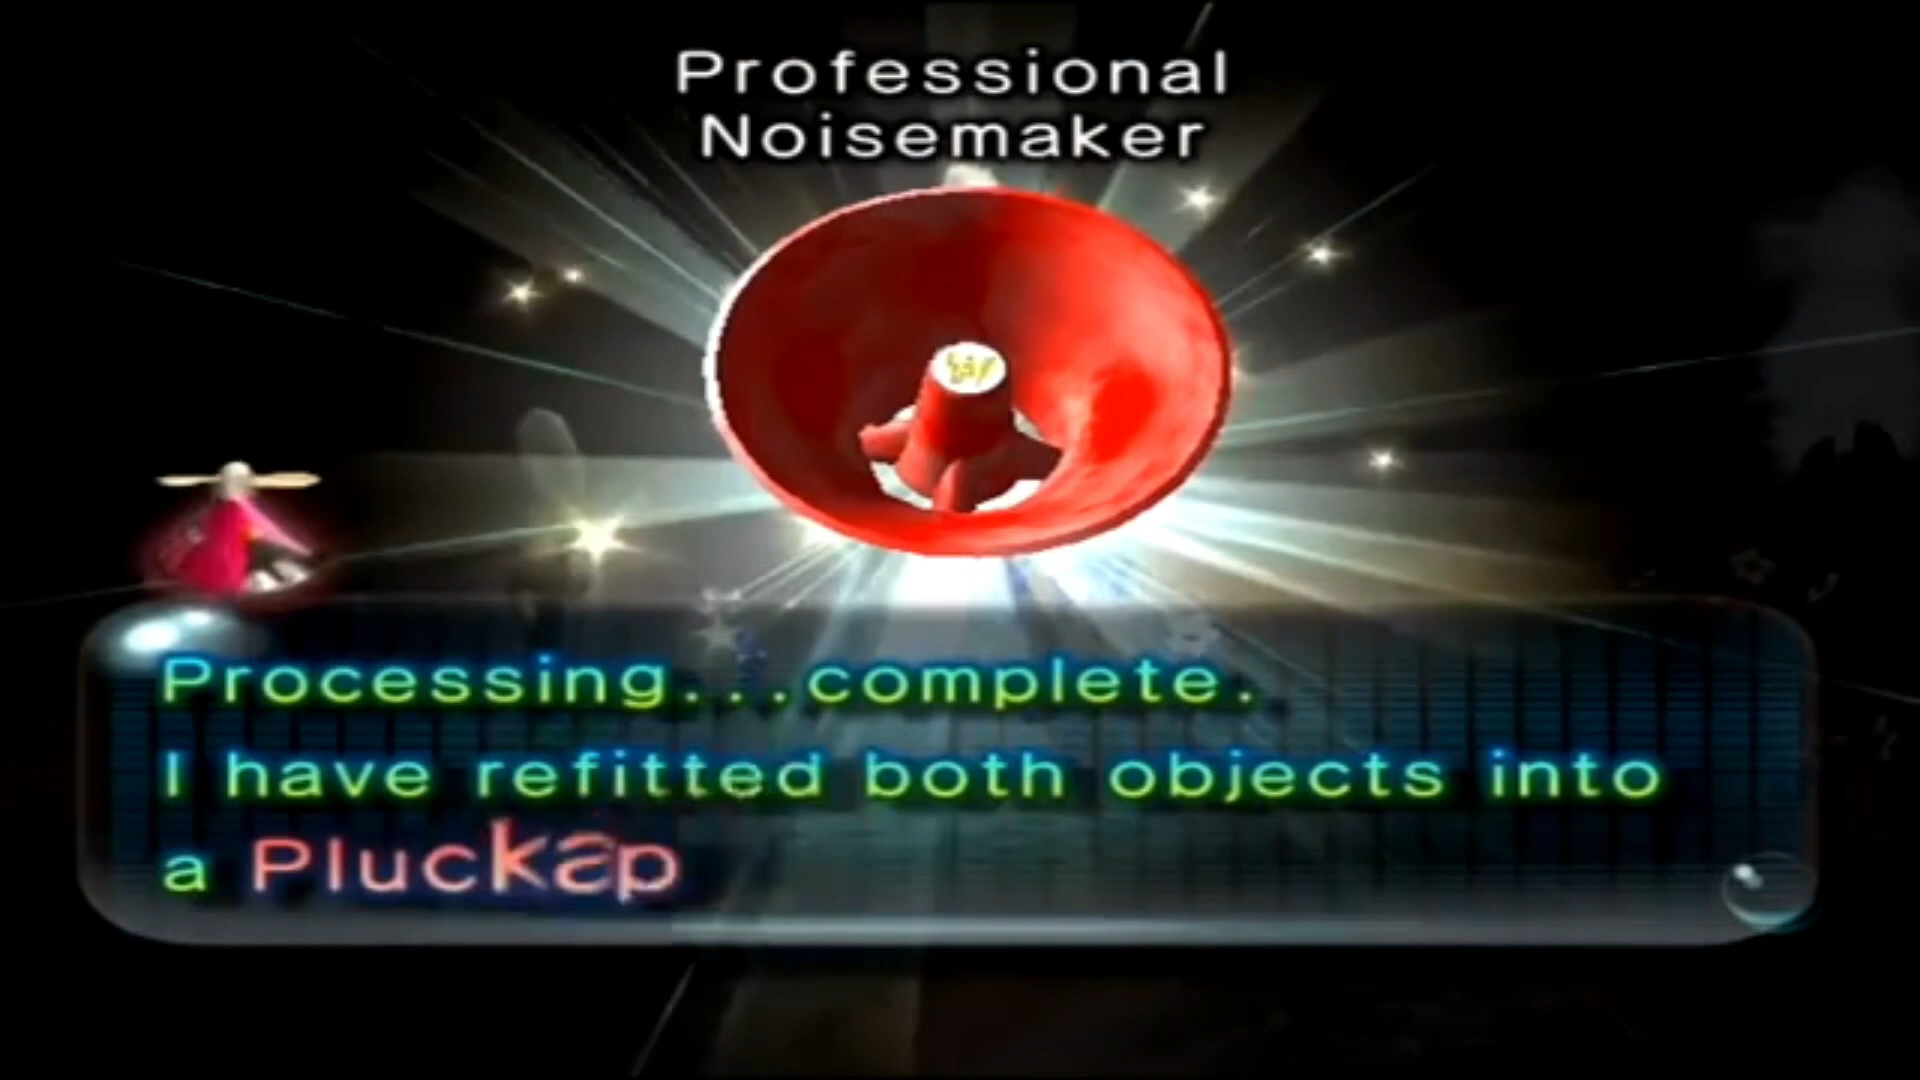 Professional
Noisemaker
Processing...complete.
I have refitted both objects into
a Pluckap